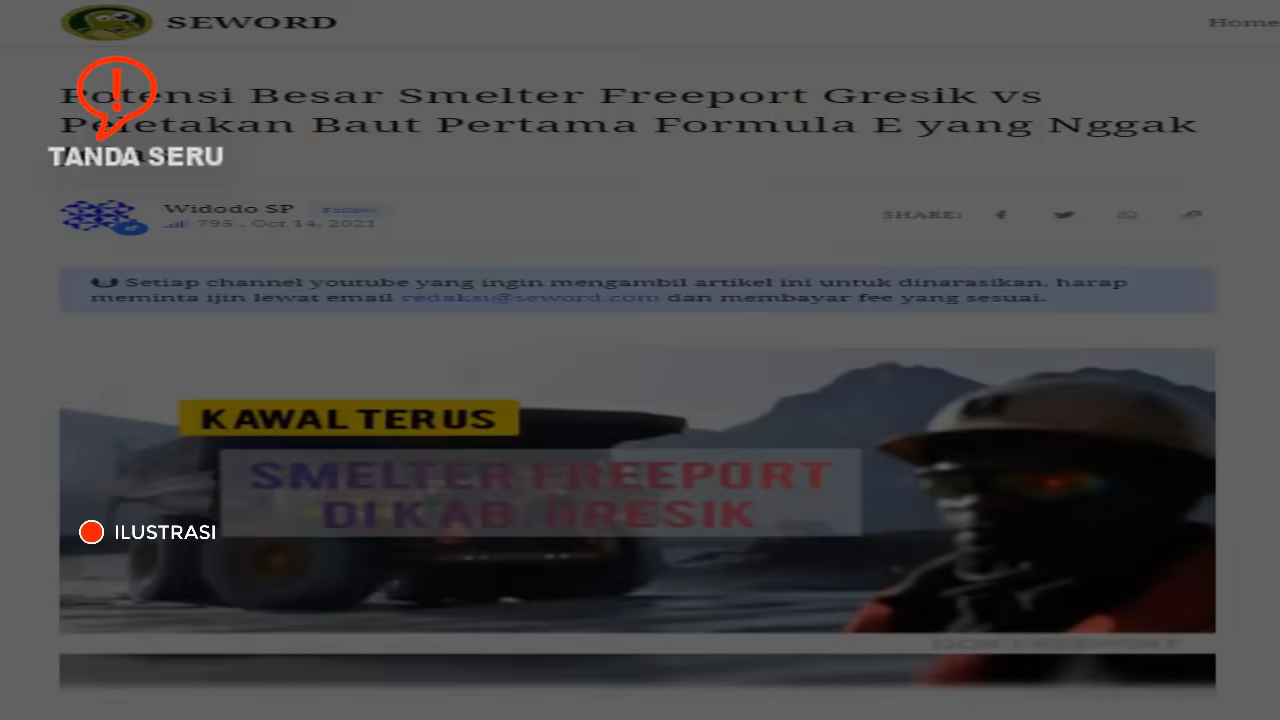 SEWORD
Home
Potensi Besar Smelter Freeport Gresik vs
Peletakan Baut Pertama Formula E yang Nggak
TANDA SERU
Widodo SP Follow
795 . Oct 14, 2021
SHARE:
Setiap channel youtube yang ingin mengambil artikel ini untuk dinarasikan, harap
meminta ijin lewat email redaksi@seword.com dan membayar fee yang sesuai.
KAWAL TERUS
SMELTER FREEPORT
DI KAB. GRESIK
ILUSTRASI